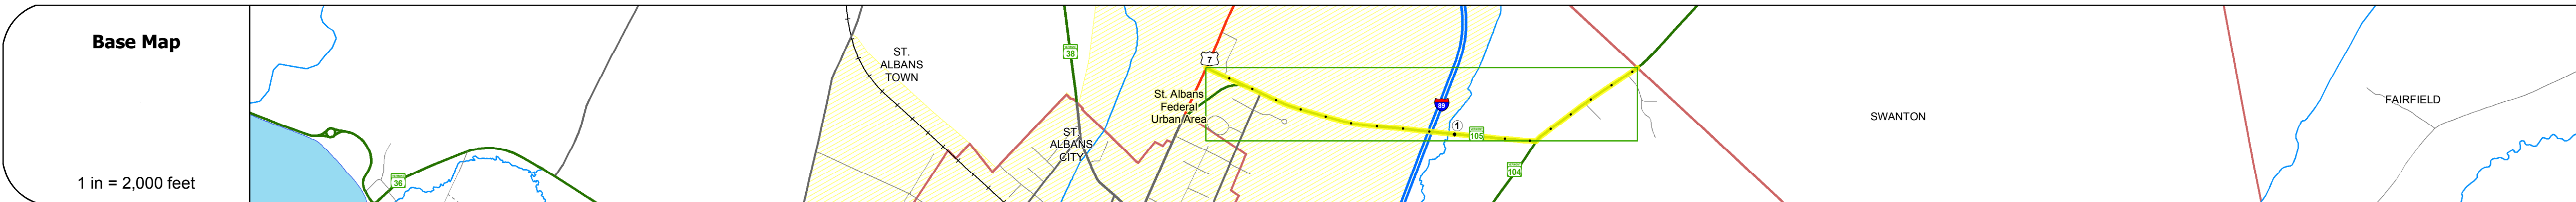 Base Map
1 in = 2,000 feet
36
ST.
ALBANS
TOWN
38
ST.
ALBANS
CITY
7
St. Albans
Federal
Urban Area
89
1
105
104
SWANTON
FAIRFIELD